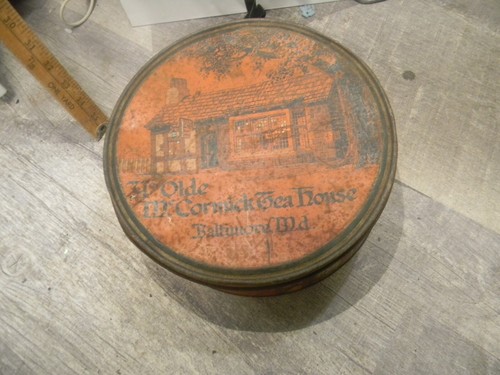 Ye Olde
McCormick Tea House
Baltimore, Md.